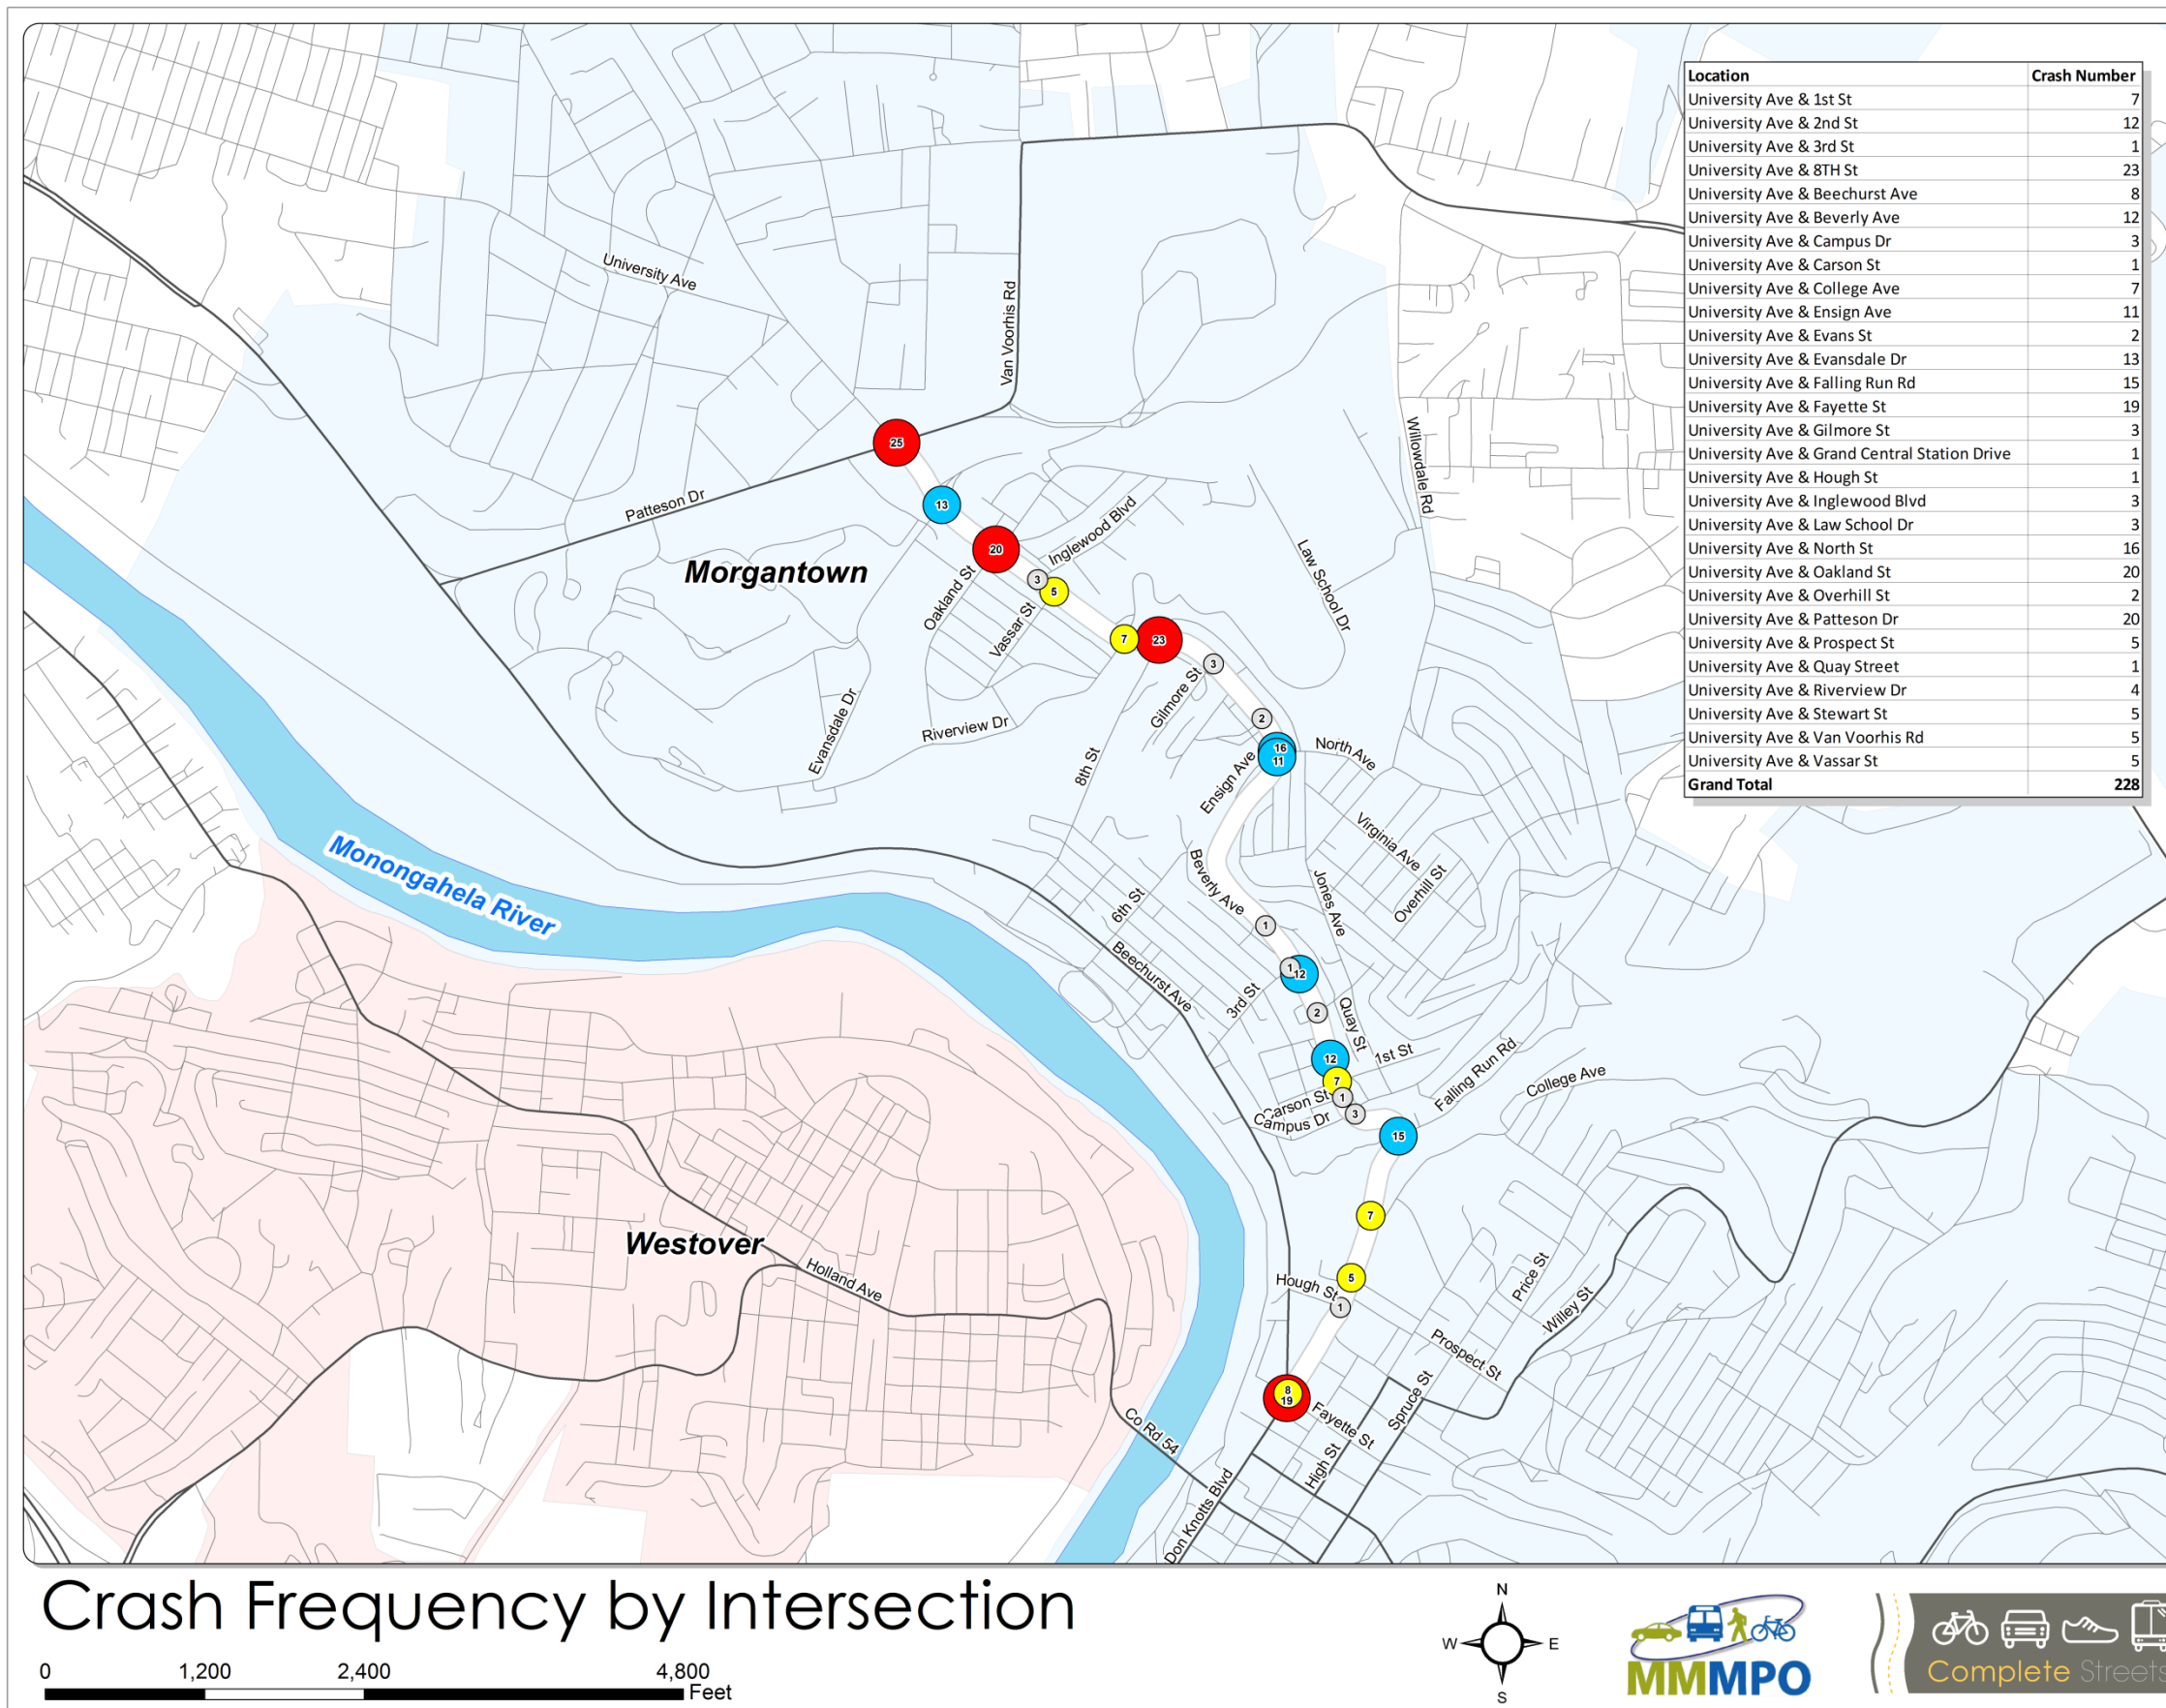 Location Crash Number
University Ave & 1st St 7
University Ave & 2nd St 12
University Ave & 3rd St 1
University Ave & 8TH St 23
University Ave & Beechurst Ave 8
University Ave & Beverly Ave 12
University Ave & Campus Dr 3
University Ave & Carson St 1
University Ave & College Ave 7
University Ave & Ensign Ave 11
University Ave & Evans St 2
University Ave & Evansdale Dr 13
University Ave & Falling Run Rd 15
University Ave & Fayette St 19
University Ave & Gilmore St 3
University Ave & Grand Central Station Drive 1
University Ave & Hough St 1
University Ave & Inglewood Blvd 3
University Ave & Law School Dr 3
University Ave & North St 16
University Ave & Oakland St 20
University Ave & Overhill St 2
University Ave & Patteson Dr 20
University Ave & Prospect St 5
University Ave & Quay Street 1
University Ave & Riverview Dr 4
University Ave & Stewart St 5
University Ave & Van Voorhis Rd 5
University Ave & Vassar St 5
Grand Total 228
University Ave
Van Voorhis Rd
25
Patteson Dr
13
Willowdale Rd
20
Inglewood Blvd
Morgantown
3
5
Law School Dr
Oakland St
Vassar St
7
23
3
Gilmore St
2
Evansdale Dr
Riverview Dr
8th St
16
11
North Ave
Ensign Ave
Virginia Ave
Monongahela River
Beverly Ave
Jones Ave
Overhill St
6th St
1
Beechurst Ave
1
12
3rd St
2
Quay St
12
1st St
7
Falling Run Rd
College Ave
Carson St
1
Campus Dr
3
15
7
Westover
Holland Ave
5
Hough St
1
Price St
Willey St
Prospect St
8
19
Fayette St
Spruce St
Co Rd 54
High St
Don Knotts Blvd
Crash Frequency by Intersection
0 1,200 2,400 4,800
Feet
N
W E
S
MMMPO
Complete Streets